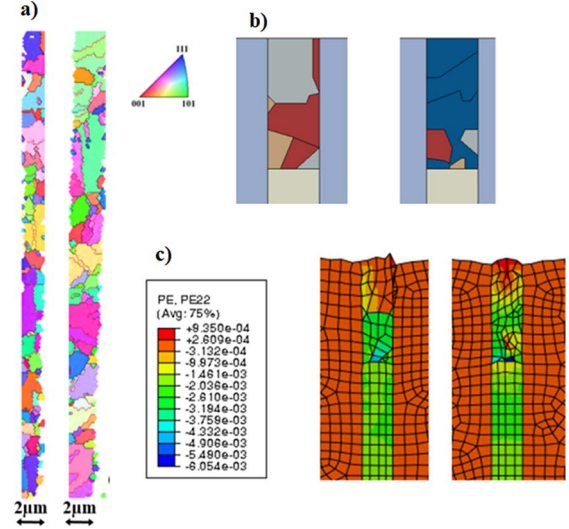 a)
b)
111
001
101
c)
PE, PE22
(Avg: 75%)
+9.350e-04
+2.609e-04
-3.132e-04
-9.973e-04
-1.461e-03
-2.036e-03
-2.610e-03
-3.184e-03
-3.759e-03
-4.332e-03
-4.906e-03
-5.480e-03
-6.054e-03
2µm 2µm